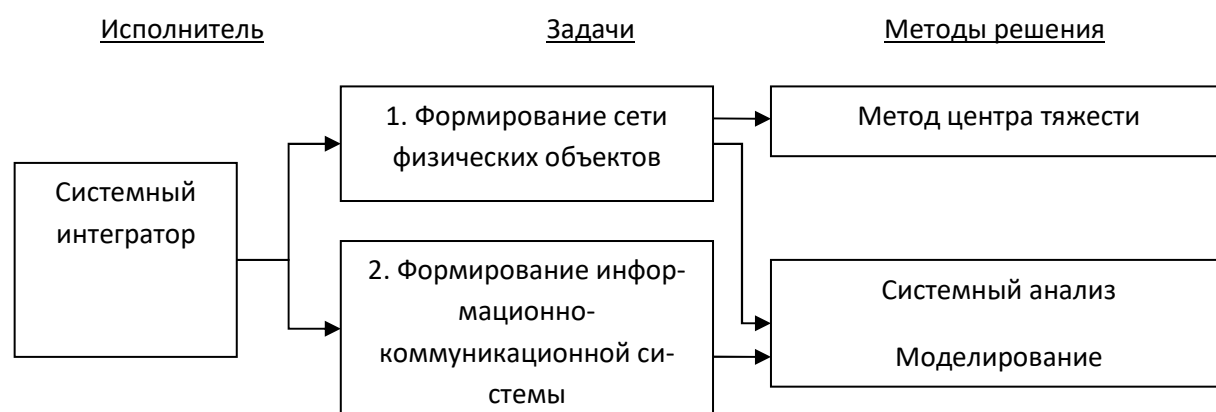 Исполнитель
Задачи
Методы решения
1. Формирование сети
физических объектов
Метод центра тяжести
Системный
интегратор
2. Формирование инфор-
мационно-
коммуникационной си-
стемы
Системный анализ
Моделирование